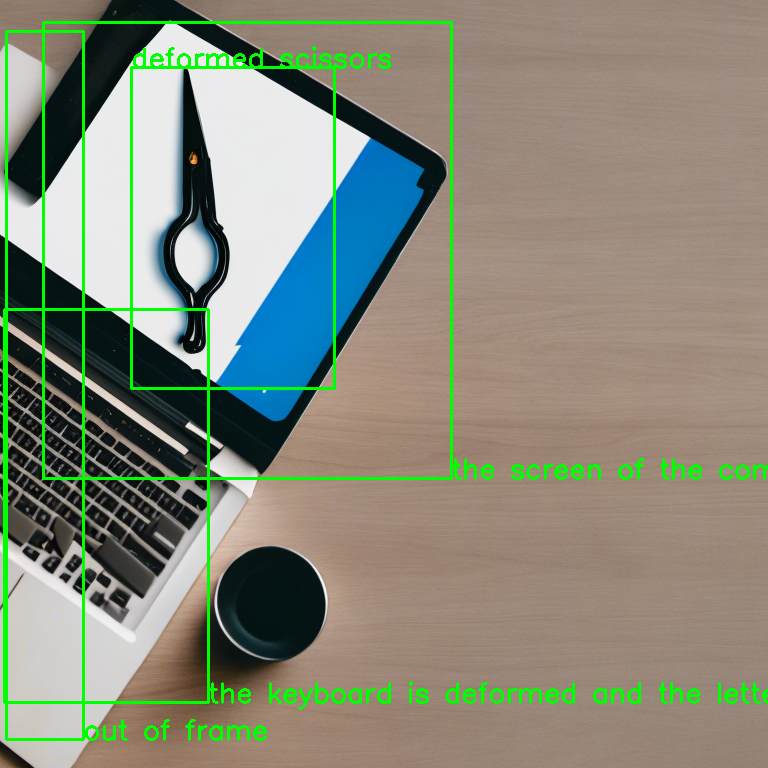 deformed scissors
the screen of the com
the keyboard is deformed and the lette
out of frame